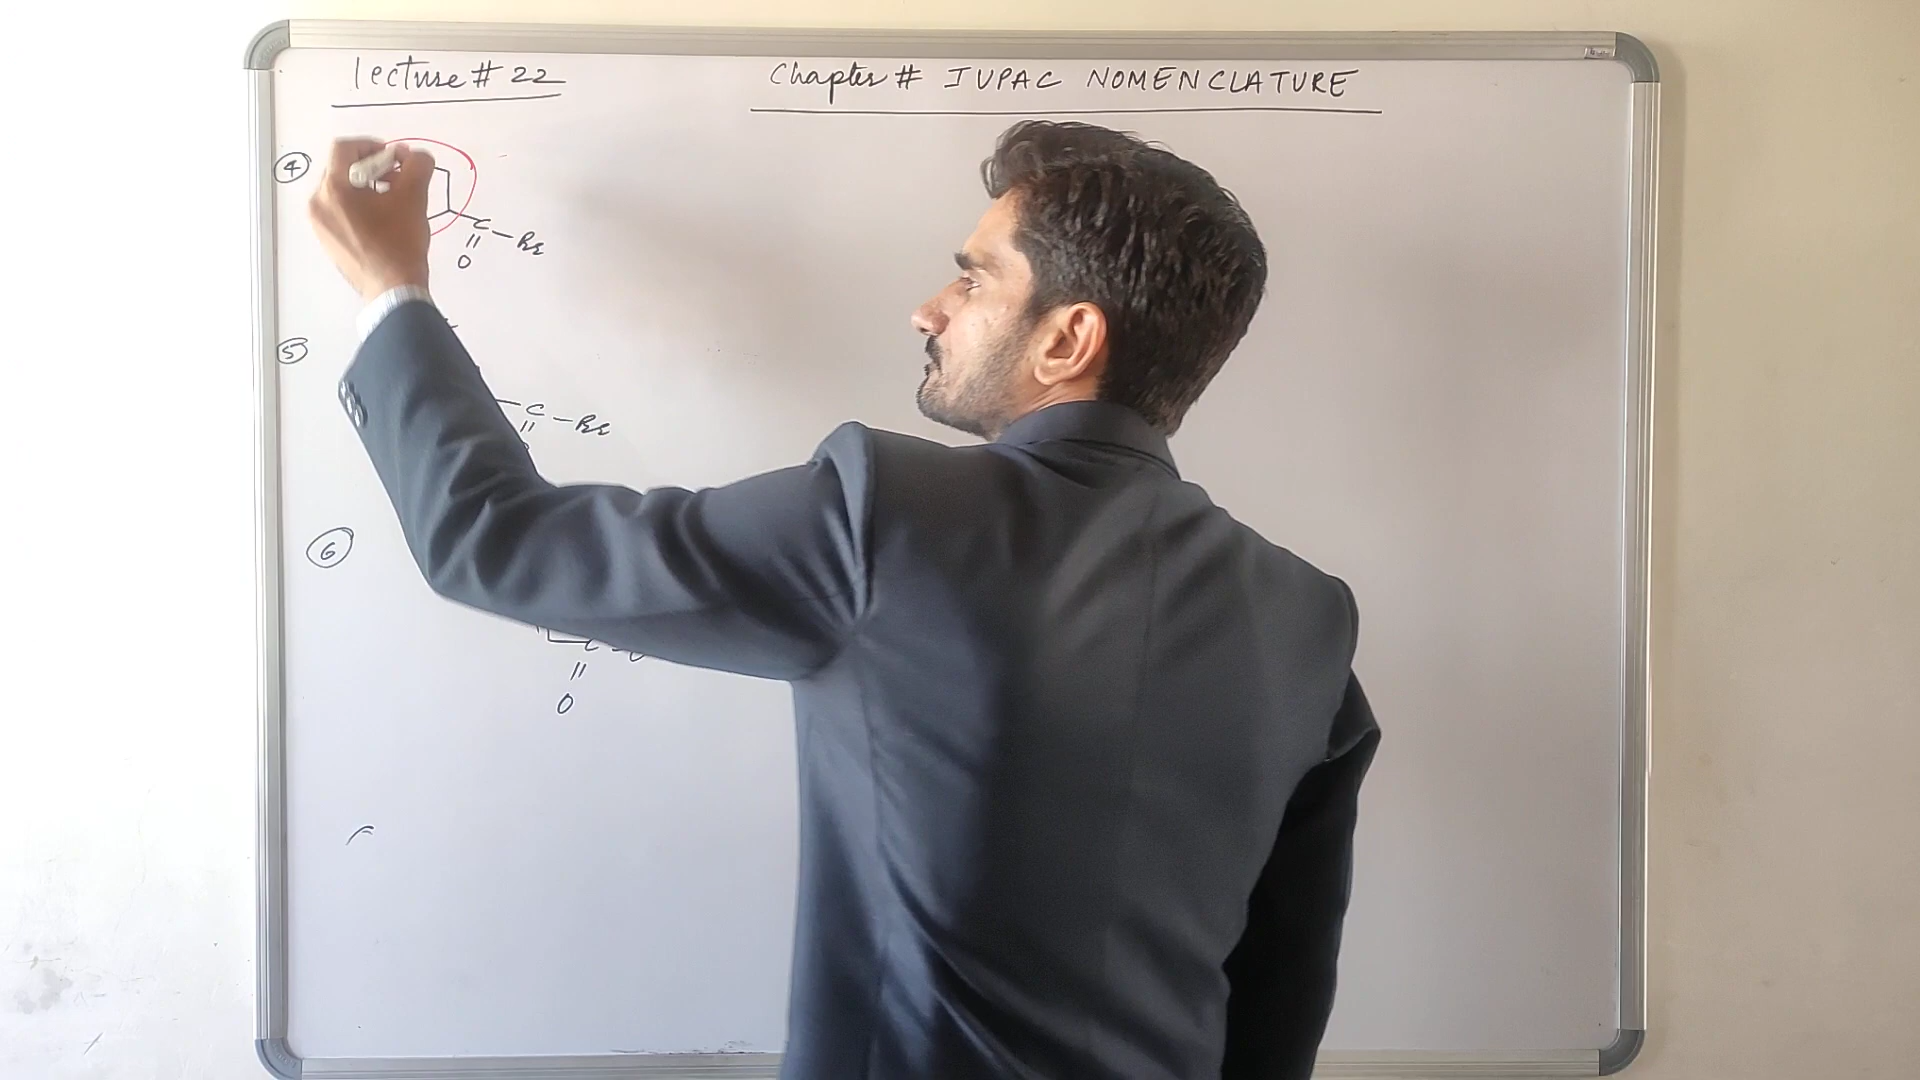 Lecture # 22
Chapter # IUPAC NOMENCLATURE
4
C
Br
O
5
C
Br
6
C
O